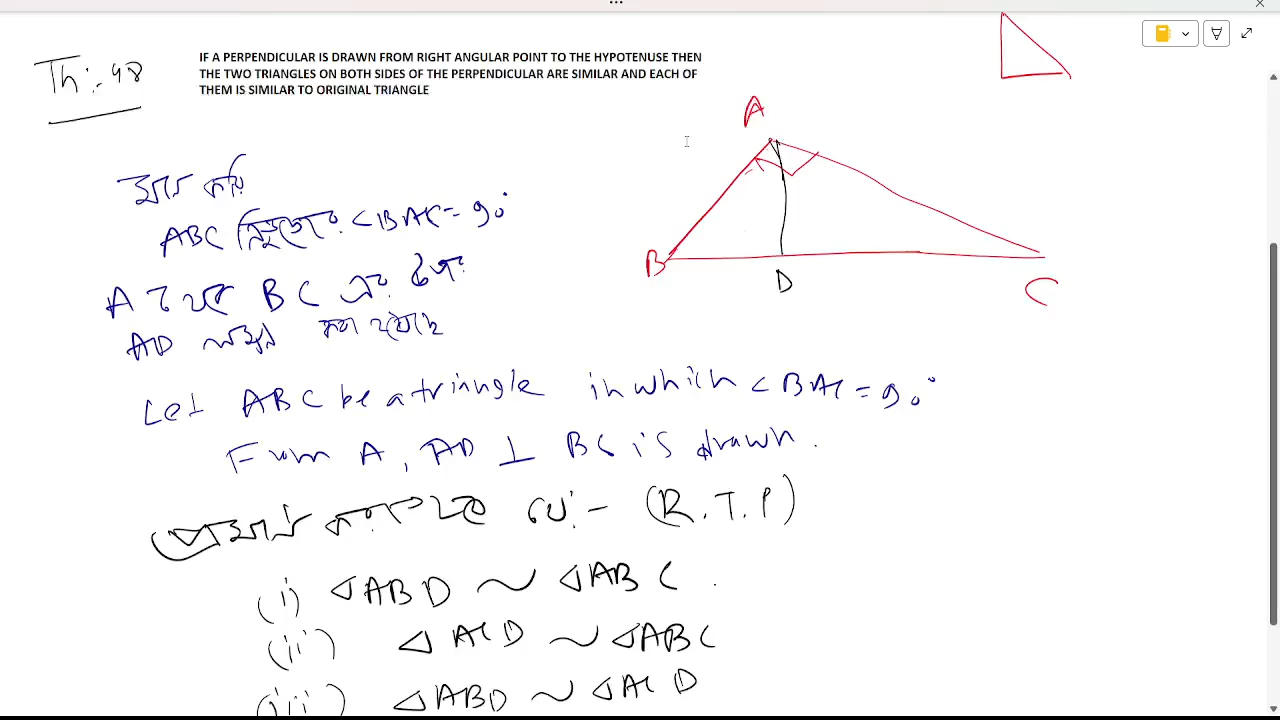 Th:-48
IF A PERPENDICULAR IS DRAWN FROM RIGHT ANGULAR POINT TO THE HYPOTENUSE THEN
THE TWO TRIANGLES ON BOTH SIDES OF THE PERPENDICULAR ARE SIMILAR AND EACH OF
THEM IS SIMILAR TO ORIGINAL TRIANGLE
A
B
D
C
মনে করি
ABC ত্রিভুজের ∠BAC = 90°
A থেকে BC এর উপর
AD লম্ব করা হয়েছে
Let ABC be a triangle in which ∠BAC = 90°
From A, AD ⊥ BC is drawn.
প্রমাণ করতে হবে যে:- (R.T.P)
(i) △ABD ~ △ABC.
(ii) △ACD ~ △ABC
(iii) △ABD ~ △ACD